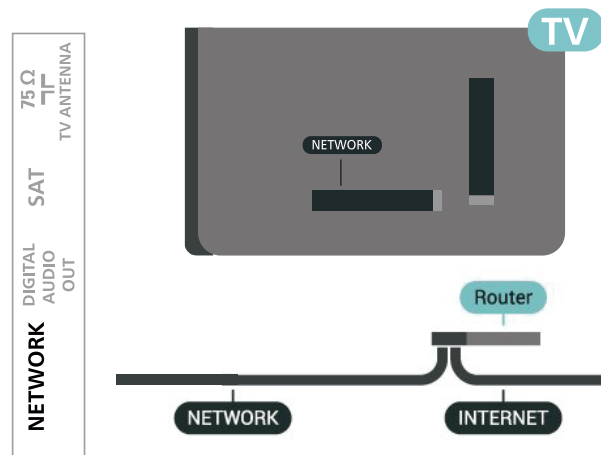 TV
75 Ω
TV ANTENNA
SAT
DIGITAL
AUDIO
OUT
NETWORK
NETWORK
Router
NETWORK
INTERNET